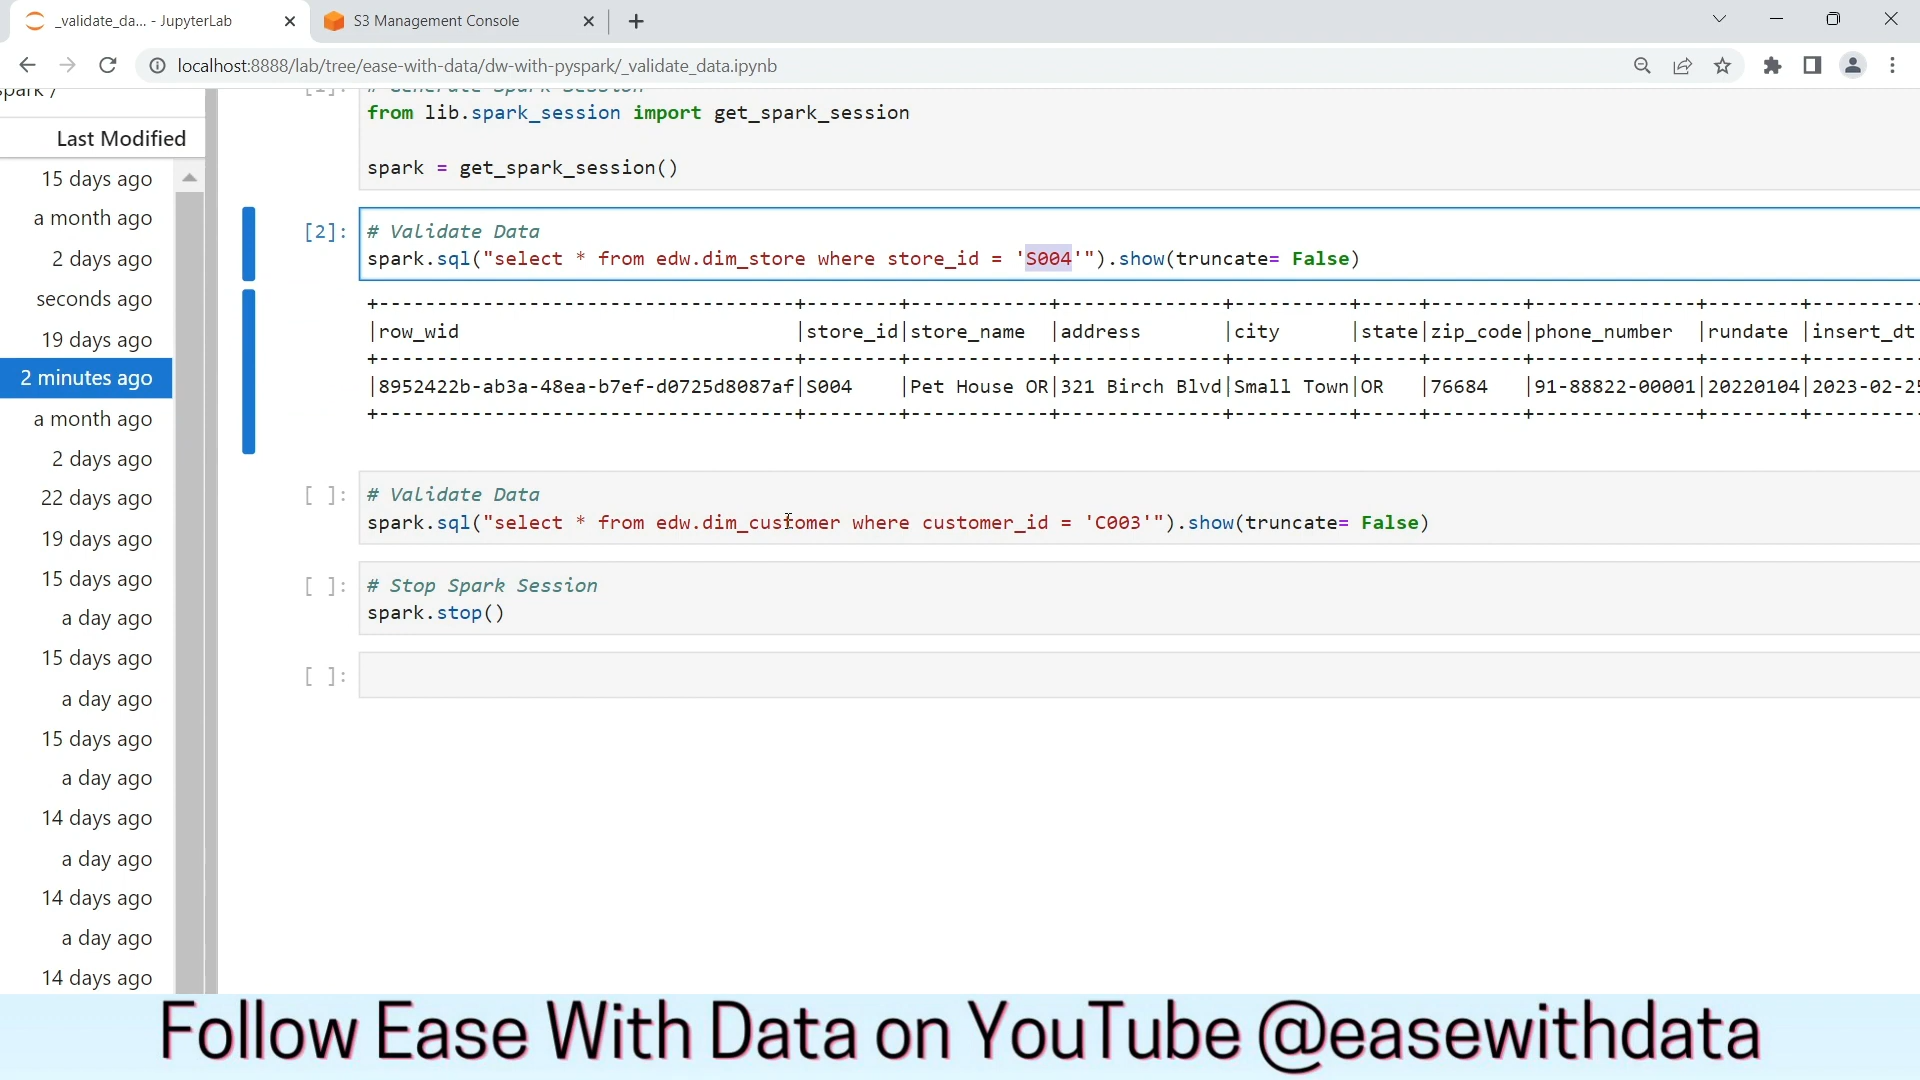 _validate_da... - JupyterLab
S3 Management Console
localhost:8888/lab/tree/ease-with-data/dw-with-pyspark/_validate_data.ipynb
spark /
Last Modified
15 days ago
a month ago
2 days ago
seconds ago
19 days ago
2 minutes ago
a month ago
2 days ago
22 days ago
19 days ago
15 days ago
a day ago
15 days ago
a day ago
15 days ago
a day ago
14 days ago
a day ago
14 days ago
a day ago
14 days ago
[1]: # Generate Spark Session
from lib.spark_session import get_spark_session
spark = get_spark_session()
[2]: # Validate Data
spark.sql("select * from edw.dim_store where store_id = 'S004'").show(truncate= False)
+------------------------------------+--------+------------+--------------+----------+-----+--------+--------------+--------+---------
|row_wid |store_id|store_name |address |city |state|zip_code|phone_number |rundate |insert_dt
+------------------------------------+--------+------------+--------------+----------+-----+--------+--------------+--------+---------
|8952422b-ab3a-48ea-b7ef-d0725d8087af|S004 |Pet House OR|321 Birch Blvd|Small Town|OR |76684 |91-88822-00001|20220104|2023-02-25
+------------------------------------+--------+------------+--------------+----------+-----+--------+--------------+--------+---------
[ ]: # Validate Data
spark.sql("select * from edw.dim_customer where customer_id = 'C003'").show(truncate= False)
[ ]: # Stop Spark Session
spark.stop()
[ ]:
Follow Ease With Data on YouTube @easewithdata